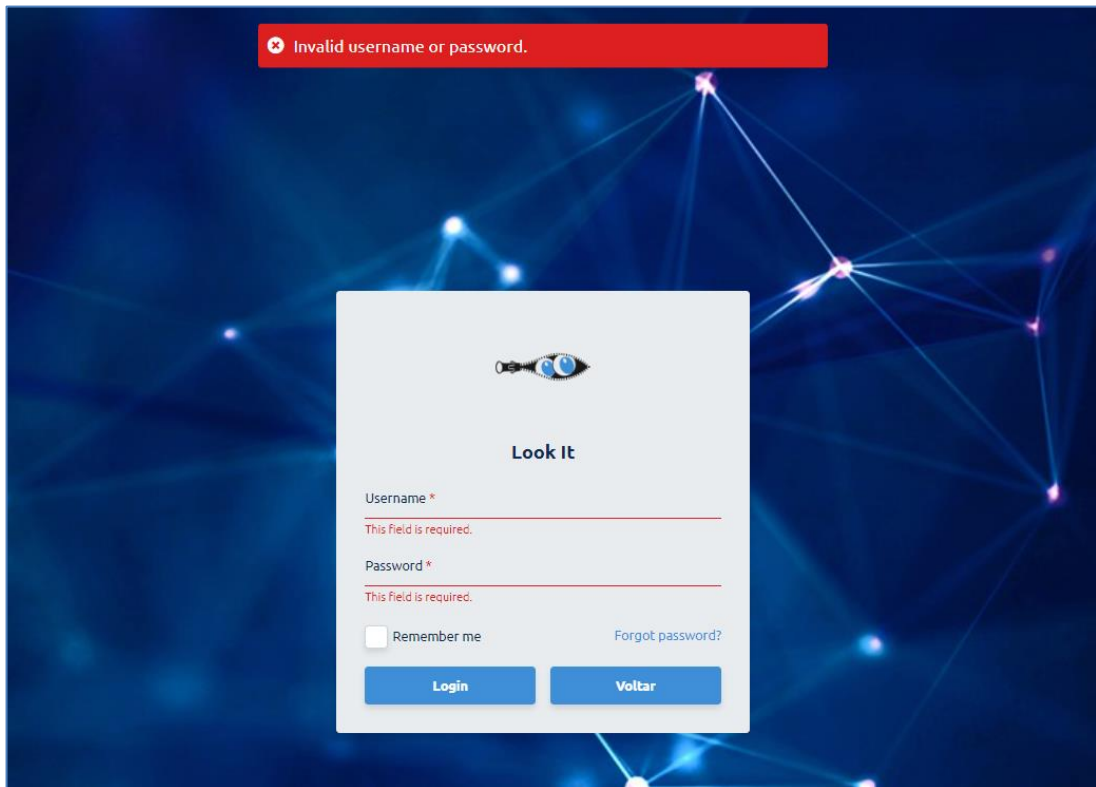 Invalid username or password.
Look It
Username *
This field is required.
Password *
This field is required.
Remember me Forgot password?
Login Voltar